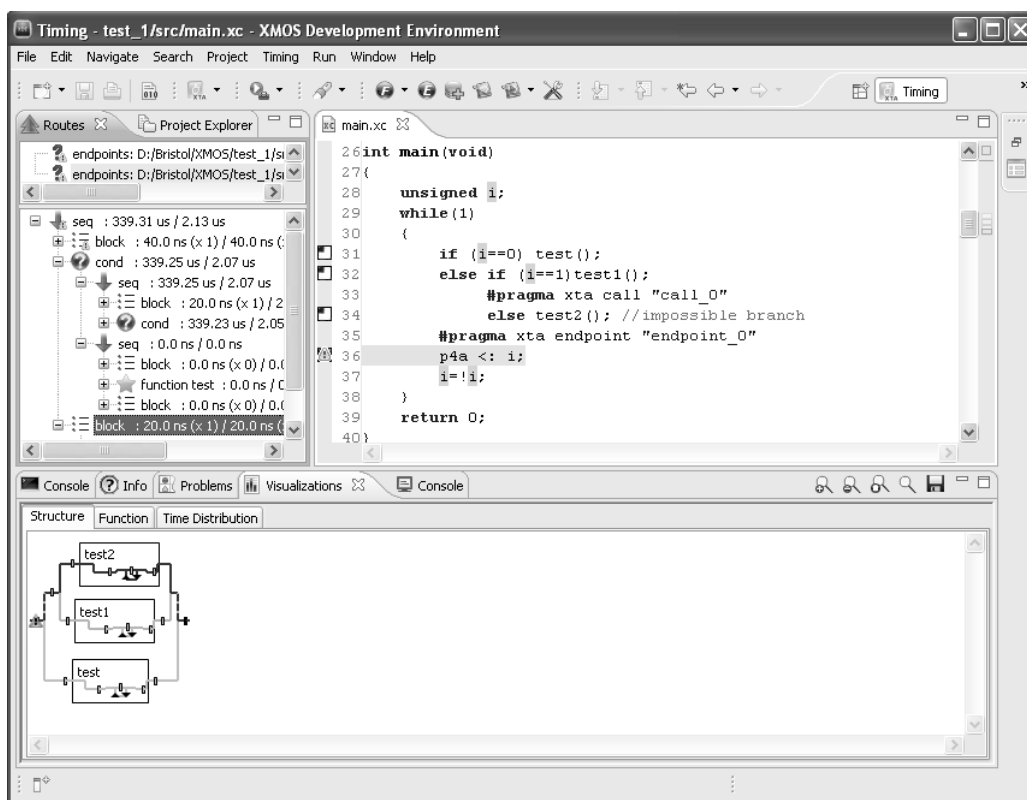 Timing - test_1/src/main.xc - XMOS Development Environment
File Edit Navigate Search Project Timing Run Window Help
Timing
Routes Project Explorer
endpoints: D:/Bristol/XMOS/test_1/
endpoints: D:/Bristol/XMOS/test_1/
seq : 339.31 us / 2.13 us
block : 40.0 ns (x 1) / 40.0 ns (
cond : 339.25 us / 2.07 us
seq : 339.25 us / 2.07 us
block : 20.0 ns (x 1) / 2
cond : 339.23 us / 2.05
seq : 0.0 ns / 0.0 ns
block : 0.0 ns (x 0) / 0.0
function test : 0.0 ns / 0
block : 0.0 ns (x 0) / 0.0
block : 20.0 ns (x 1) / 20.0 ns (
main.xc
26 int main(void)
27 {
28 unsigned i;
29 while(1)
30 {
31 if (i==0) test();
32 else if (i==1)test1();
33 #pragma xta call "call_0"
34 else test2(); //impossible branch
35 #pragma xta endpoint "endpoint_0"
36 p4a <: i;
37 i=!i;
38 }
39 return 0;
40 }
Console Info Problems Visualizations Console
Structure Function Time Distribution
test2
test1
test